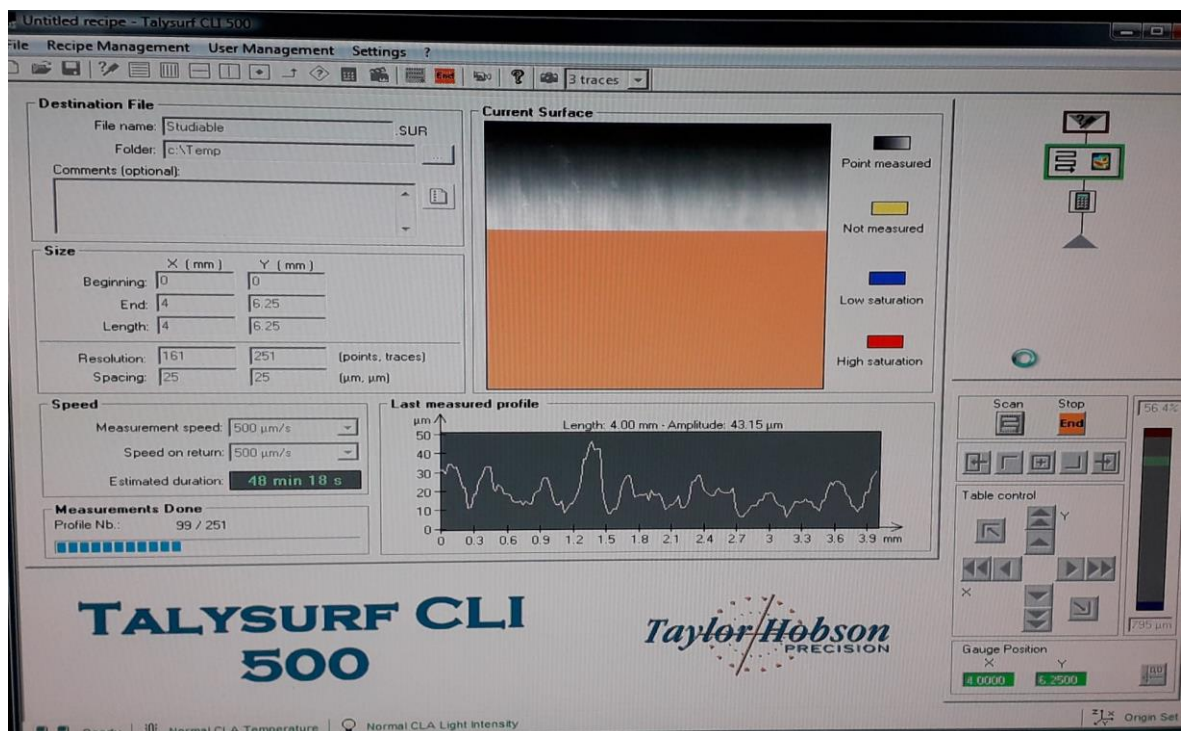 Untitled recipe - Talysurf CLI 500
File Recipe Management User Management Settings ?
End 3 traces
Destination File
File name: Studiable .SUR
Folder: c:\Temp
Comments (optional):
Size
X ( mm ) Y ( mm )
Beginning: 0 0
End: 4 6.25
Length: 4 6.25
Resolution: 161 251 (points, traces)
Spacing: 25 25 (µm, µm)
Speed
Measurement speed: 500 µm/s
Speed on return: 500 µm/s
Estimated duration: 48 min 18 s
Measurements Done
Profile Nb.: 99 / 251
Current Surface
Point measured
Not measured
Low saturation
High saturation
Last measured profile
Length: 4.00 mm - Amplitude: 43.15 µm
µm
50
40
30
20
10
0
0 0.3 0.6 0.9 1.2 1.5 1.8 2.1 2.4 2.7 3 3.3 3.6 3.9 mm
Scan Stop
End
56.4%
Table control
Y
X
795 µm
Gauge Position
X Y
4.0000 6.2500
TALYSURF CLI
500
Taylor Hobson
PRECISION
Ready Normal CLA Temperature Normal CLA Light Intensity
Z X Y Origin Set